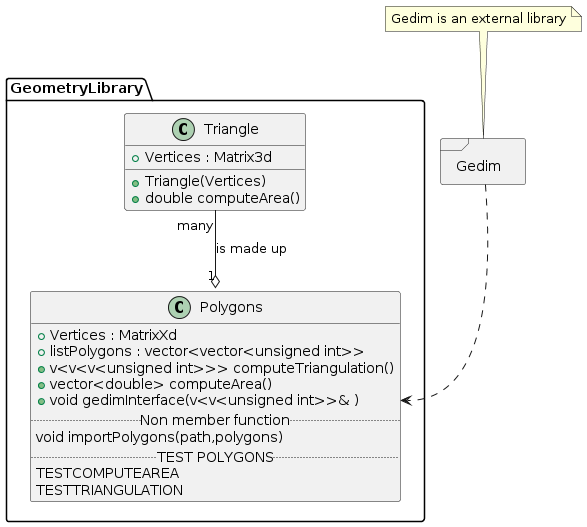 Gedim is an external library
GeometryLibrary
C Triangle
Vertices : Matrix3d
Triangle(Vertices)
double computeArea()
Gedim
many
is made up
1
C Polygons
Vertices : MatrixXd
listPolygons : vector<vector<unsigned int>>
v<v<v<unsigned int>>> computeTriangulation()
vector<double> computeArea()
void gedimInterface(v<v<unsigned int>>& )
Non member function
void importPolygons(path,polygons)
TEST POLYGONS
TESTCOMPUTEAREA
TESTTRIANGULATION